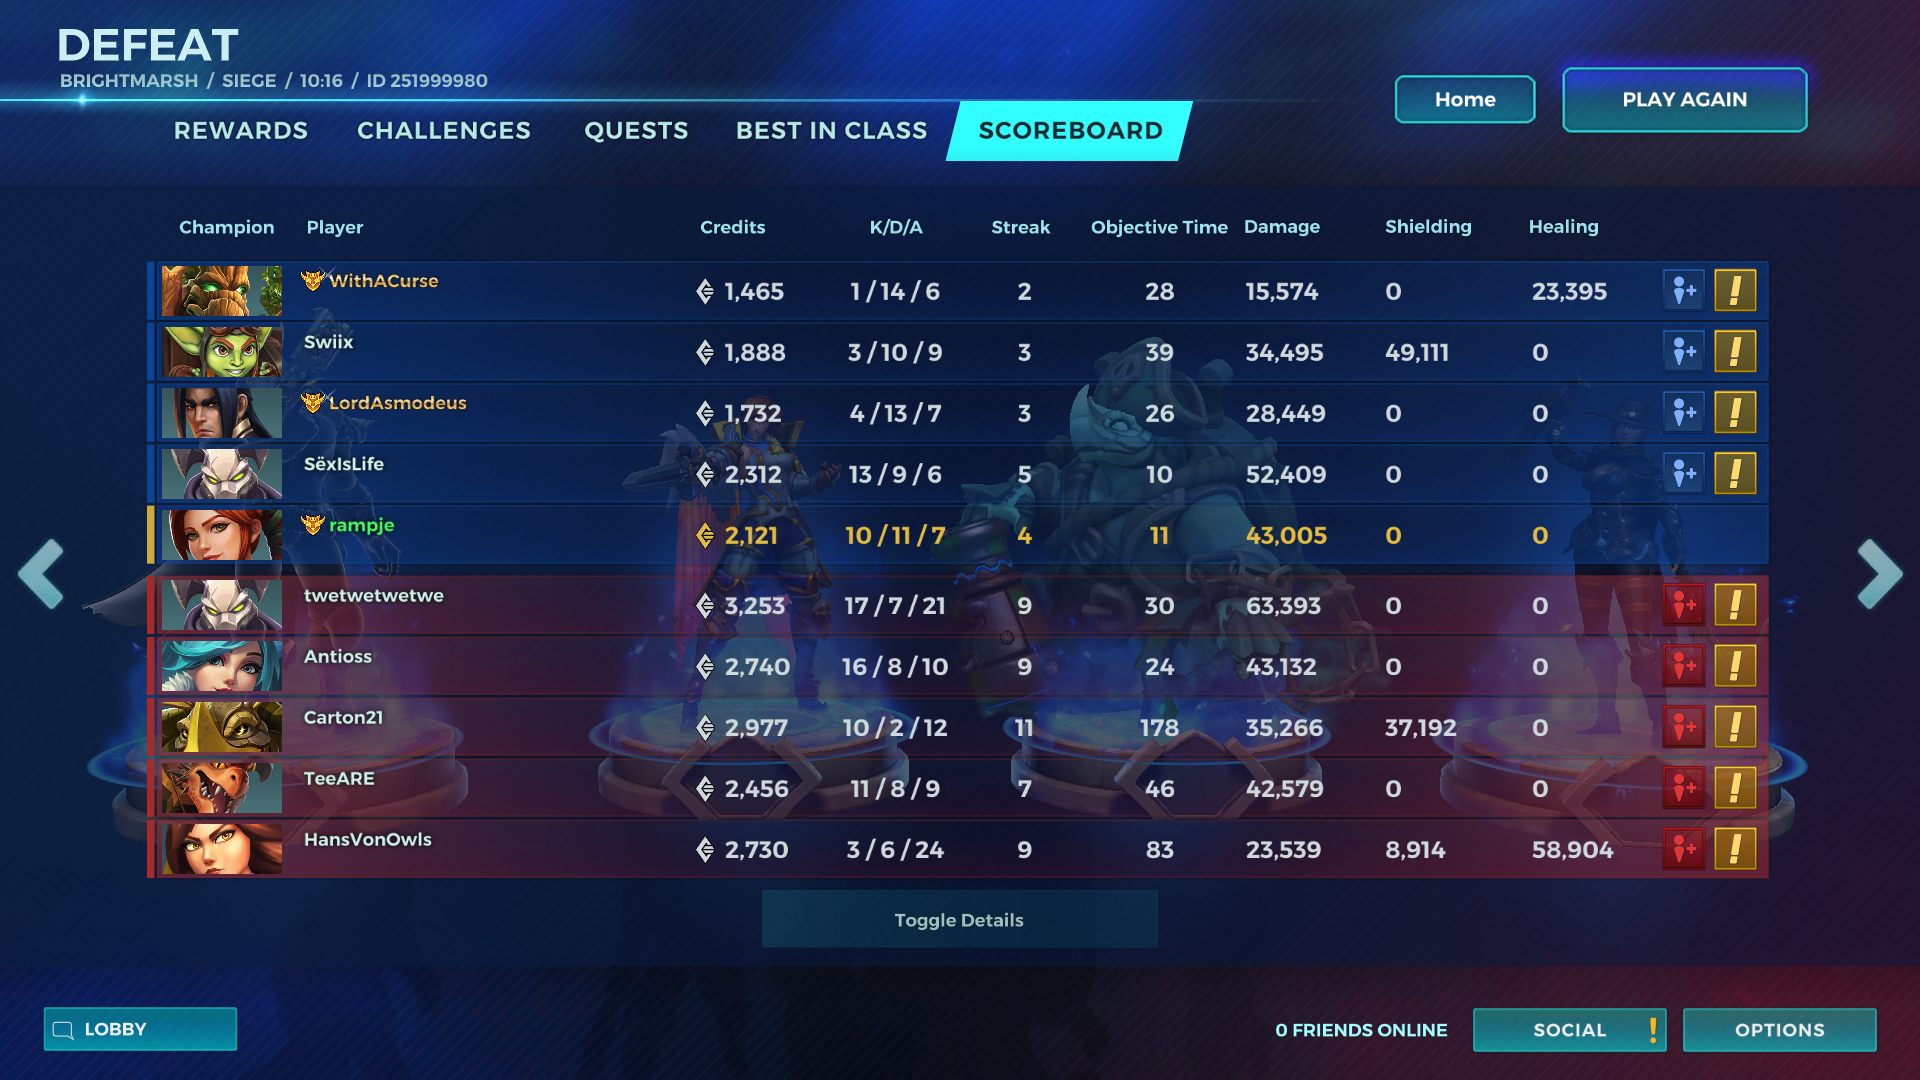 DEFEAT
BRIGHTMARSH / SIEGE / 10:16 / ID 251999980
Home
PLAY AGAIN
REWARDS CHALLENGES QUESTS BEST IN CLASS SCOREBOARD
Champion Player Credits K/D/A Streak Objective Time Damage Shielding Healing
WithACurse 1,465 1 / 14 / 6 2 28 15,574 0 23,395
Swiix 1,888 3 / 10 / 9 3 39 34,495 49,111 0
LordAsmodeus 1,732 4 / 13 / 7 3 26 28,449 0 0
SëxIsLife 2,312 13 / 9 / 6 5 10 52,409 0 0
rampje 2,121 10 / 11 / 7 4 11 43,005 0 0
twetwetwetwe 3,253 17 / 7 / 21 9 30 63,393 0 0
Antioss 2,740 16 / 8 / 10 9 24 43,132 0 0
Carton21 2,977 10 / 2 / 12 11 178 35,266 37,192 0
TeeARE 2,456 11 / 8 / 9 7 46 42,579 0 0
HansVonOwls 2,730 3 / 6 / 24 9 83 23,539 8,914 58,904
Toggle Details
LOBBY
0 FRIENDS ONLINE
SOCIAL !
OPTIONS